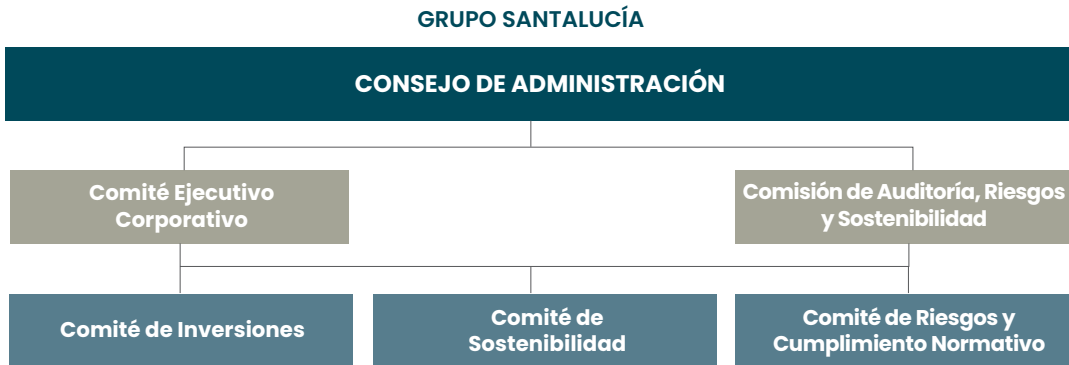 GRUPO SANTALUCÍA
CONSEJO DE ADMINISTRACIÓN
Comité Ejecutivo
Corporativo
Comisión de Auditoría, Riesgos
y Sostenibilidad
Comité de Inversiones
Comité de
Sostenibilidad
Comité de Riesgos y
Cumplimiento Normativo